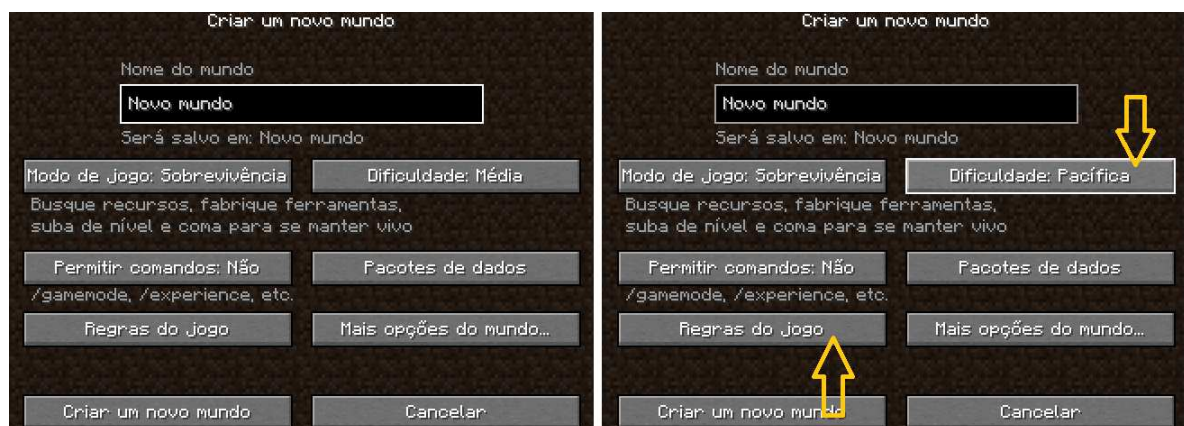 Criar um novo mundo
Nome do mundo
Novo mundo
Será salvo em: Novo mundo
Modo de jogo: Sobrevivência
Dificuldade: Média
Busque recursos, fabrique ferramentas,
suba de nível e coma para se manter vivo
Permitir comandos: Não
Pacotes de dados
/gamemode, /experience, etc.
Regras do jogo
Mais opções do mundo...
Criar um novo mundo
Cancelar
Criar um novo mundo
Nome do mundo
Novo mundo
Será salvo em: Novo mundo
Modo de jogo: Sobrevivência
Dificuldade: Pacífica
Busque recursos, fabrique ferramentas,
suba de nível e coma para se manter vivo
Permitir comandos: Não
Pacotes de dados
/gamemode, /experience, etc.
Regras do jogo
Mais opções do mundo...
Criar um novo mundo
Cancelar